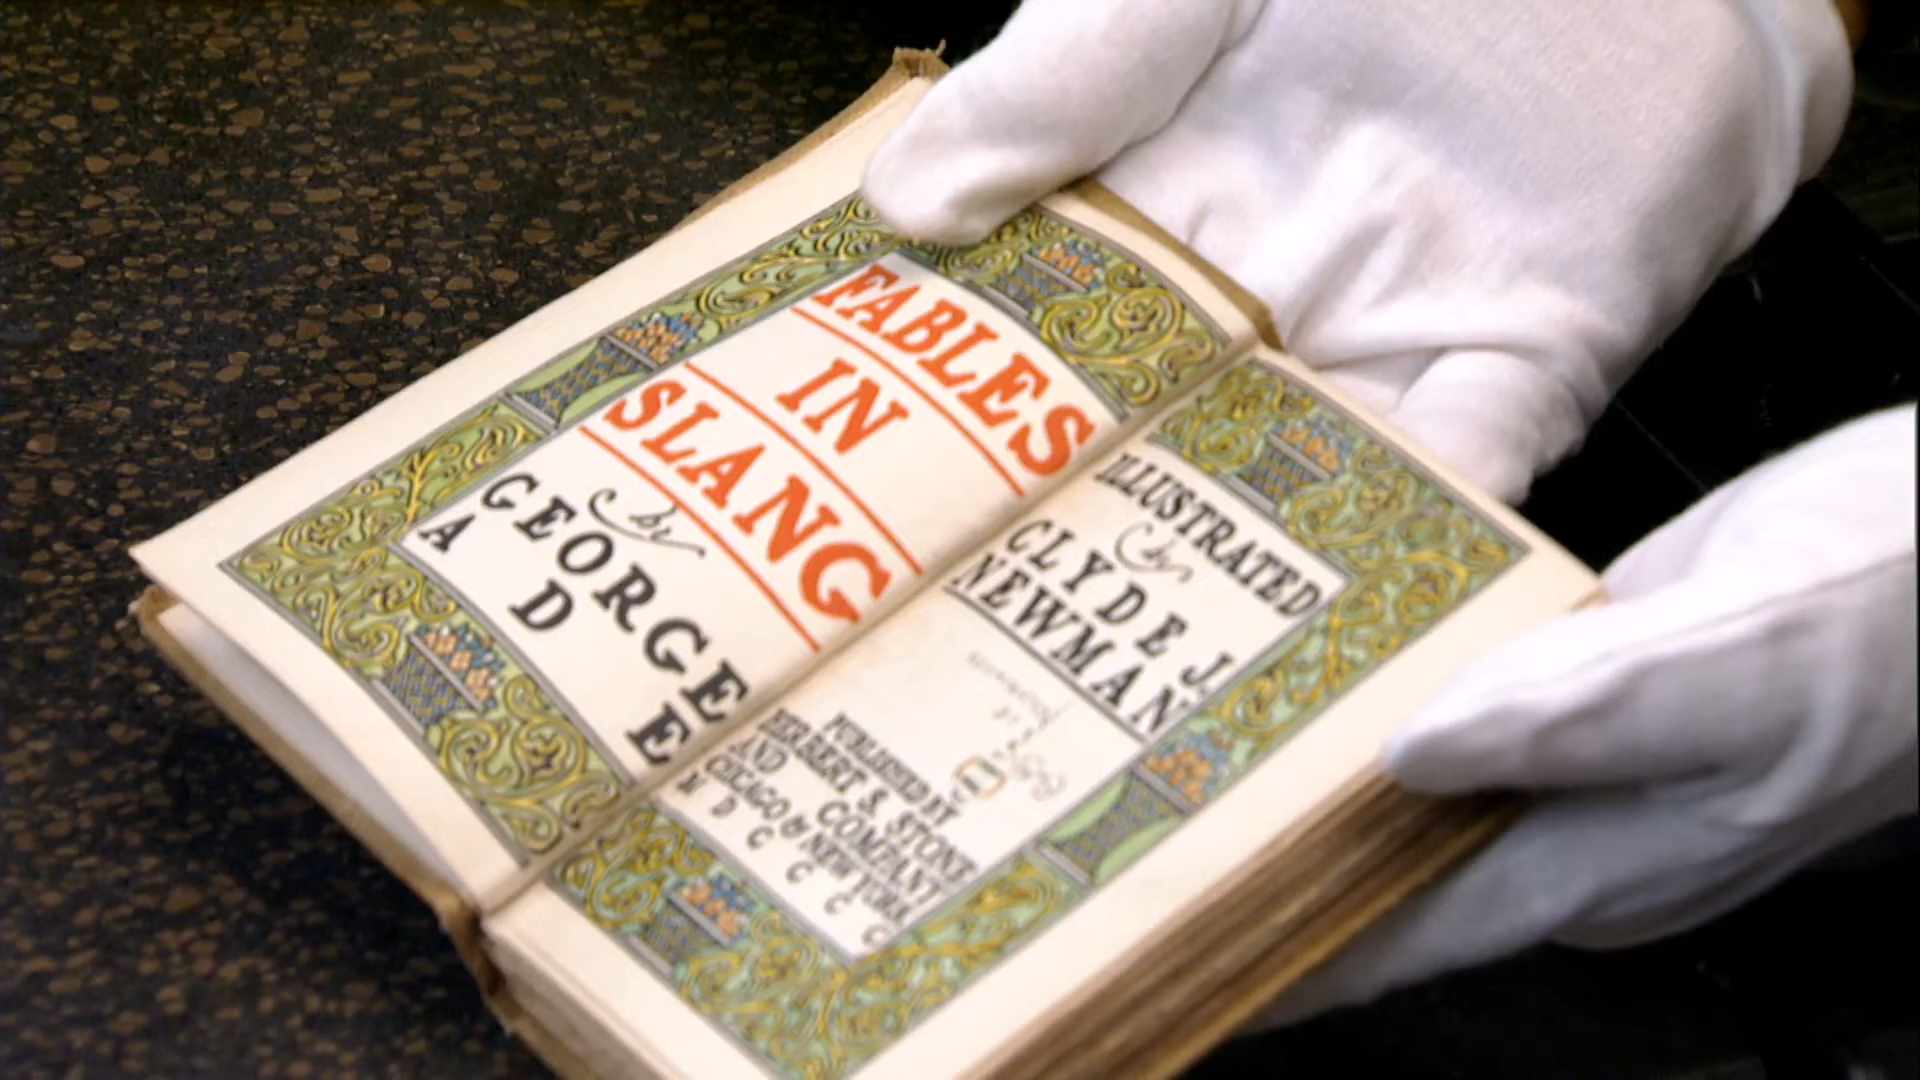 FABLES
IN
SLANG
by
GEORGE
A D E
ILLUSTRATED
by
CLYDE J.
NEWMAN
PUBLISHED BY
HERBERT S. STONE
AND COMPANY
CHICAGO & NEW YORK
M D C C C C